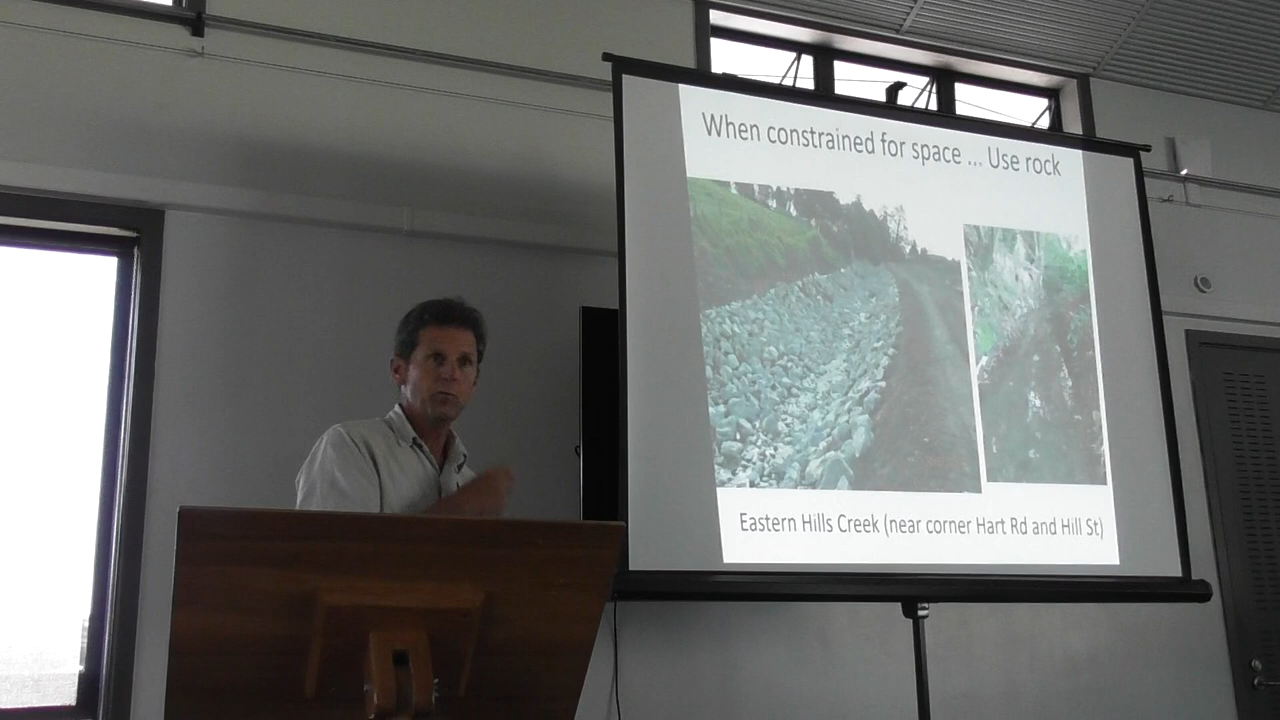 When constrained for space ... Use rock
Eastern Hills Creek (near corner Hart Rd and Hill St)